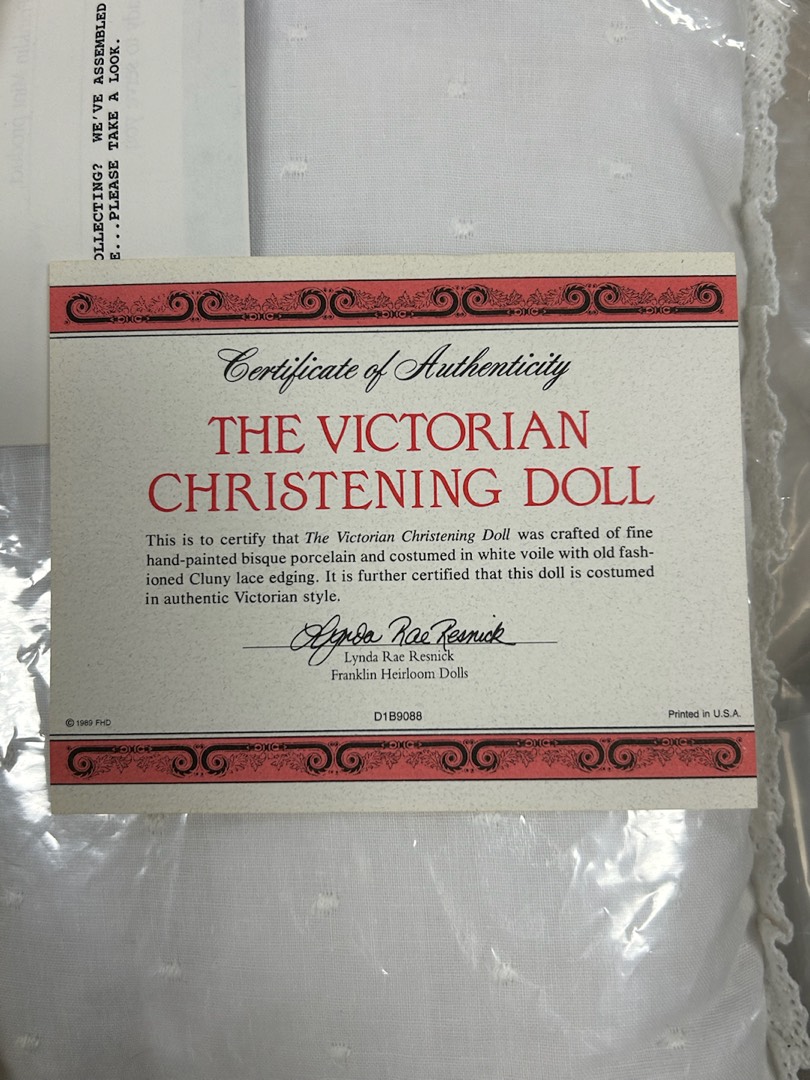 OLLECTING? WE'VE ASSEMBLED
E...PLEASE TAKE A LOOK.
Certificate of Authenticity
THE VICTORIAN
CHRISTENING DOLL
This is to certify that The Victorian Christening Doll was crafted of fine
hand-painted bisque porcelain and costumed in white voile with old fash-
ioned Cluny lace edging. It is further certified that this doll is costumed
in authentic Victorian style.
Lynda Rae Resnick
Lynda Rae Resnick
Franklin Heirloom Dolls
© 1989 FHD
D1B9088
Printed in U.S.A.